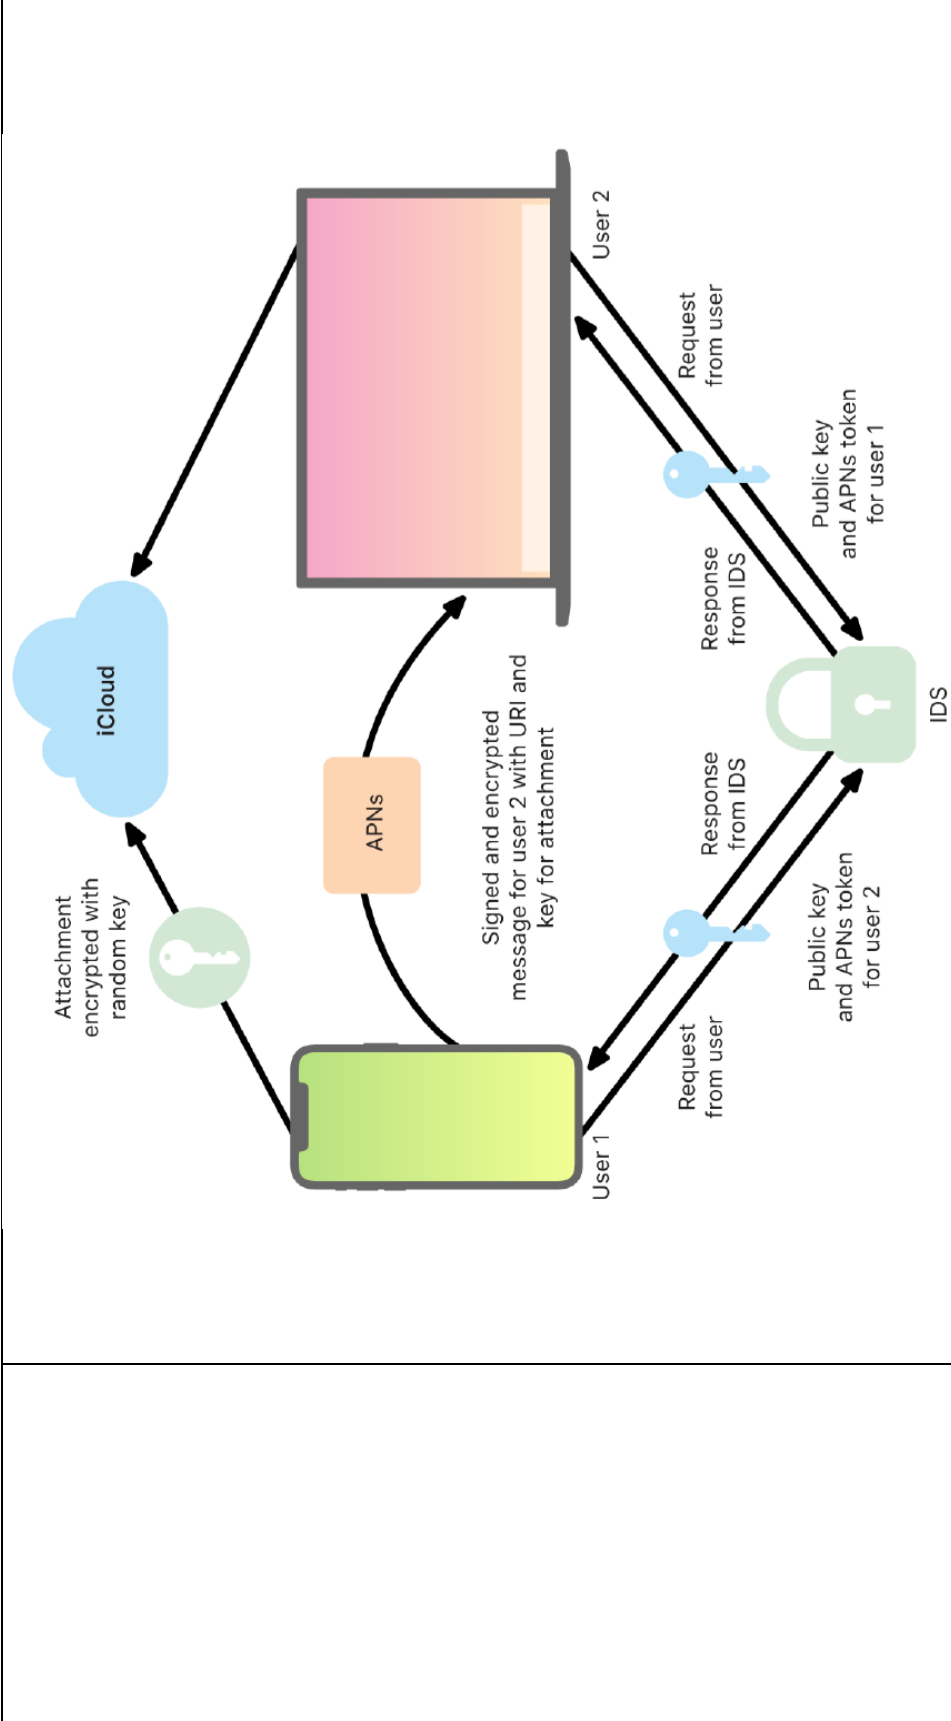 iCloud
Attachment
encrypted with
random key
APNs
Signed and encrypted
message for user 2 with URI and
key for attachment
User 1
User 2
Request
from user
Response
from IDS
Response
from IDS
Request
from user
Public key
and APNs token
for user 2
Public key
and APNs token
for user 1
IDS